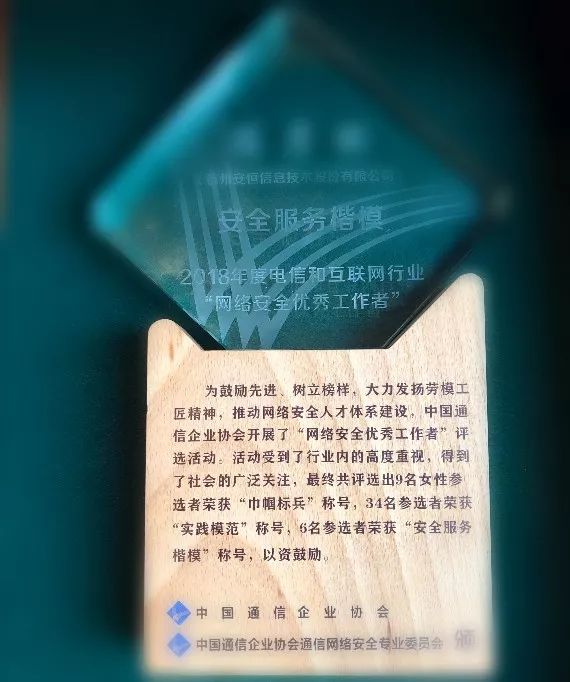 杭州安恒信息技术股份有限公司
安全服务楷模
2018年度电信和互联网行业
“网络安全优秀工作者”
为鼓励先进、树立榜样，大力发扬劳模工
匠精神，推动网络安全人才体系建设，中国通
信企业协会开展了“网络安全优秀工作者”评
选活动。活动受到了行业内的高度重视，得到
了社会的广泛关注，最终共评选出9名女性参
选者荣获“巾帼标兵”称号，34名参选者荣获
“实践模范”称号，6名参选者荣获“安全服务
楷模”称号，以资鼓励。
中国通信企业协会
中国通信企业协会通信网络安全专业委员会 颁